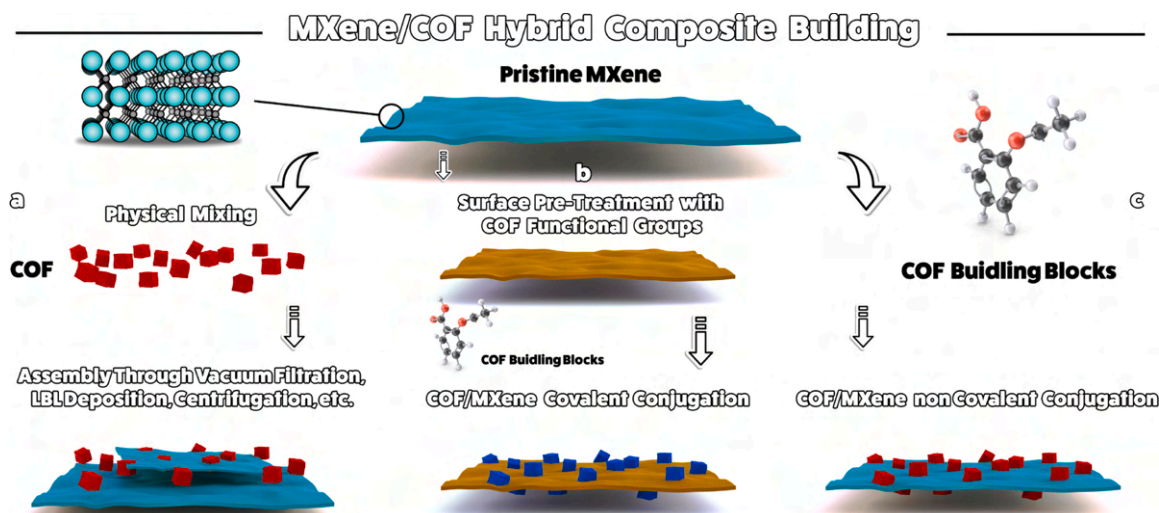 MXene/COF Hybrid Composite Building
Pristine MXene
a
Physical Mixing
COF
Assembly Through Vacuum Filtration,
LBL Deposition, Centrifugation, etc.
b
Surface Pre-Treatment with
COF Functional Groups
COF Buidling Blocks
COF/MXene Covalent Conjugation
c
COF Buidling Blocks
COF/MXene non Covalent Conjugation